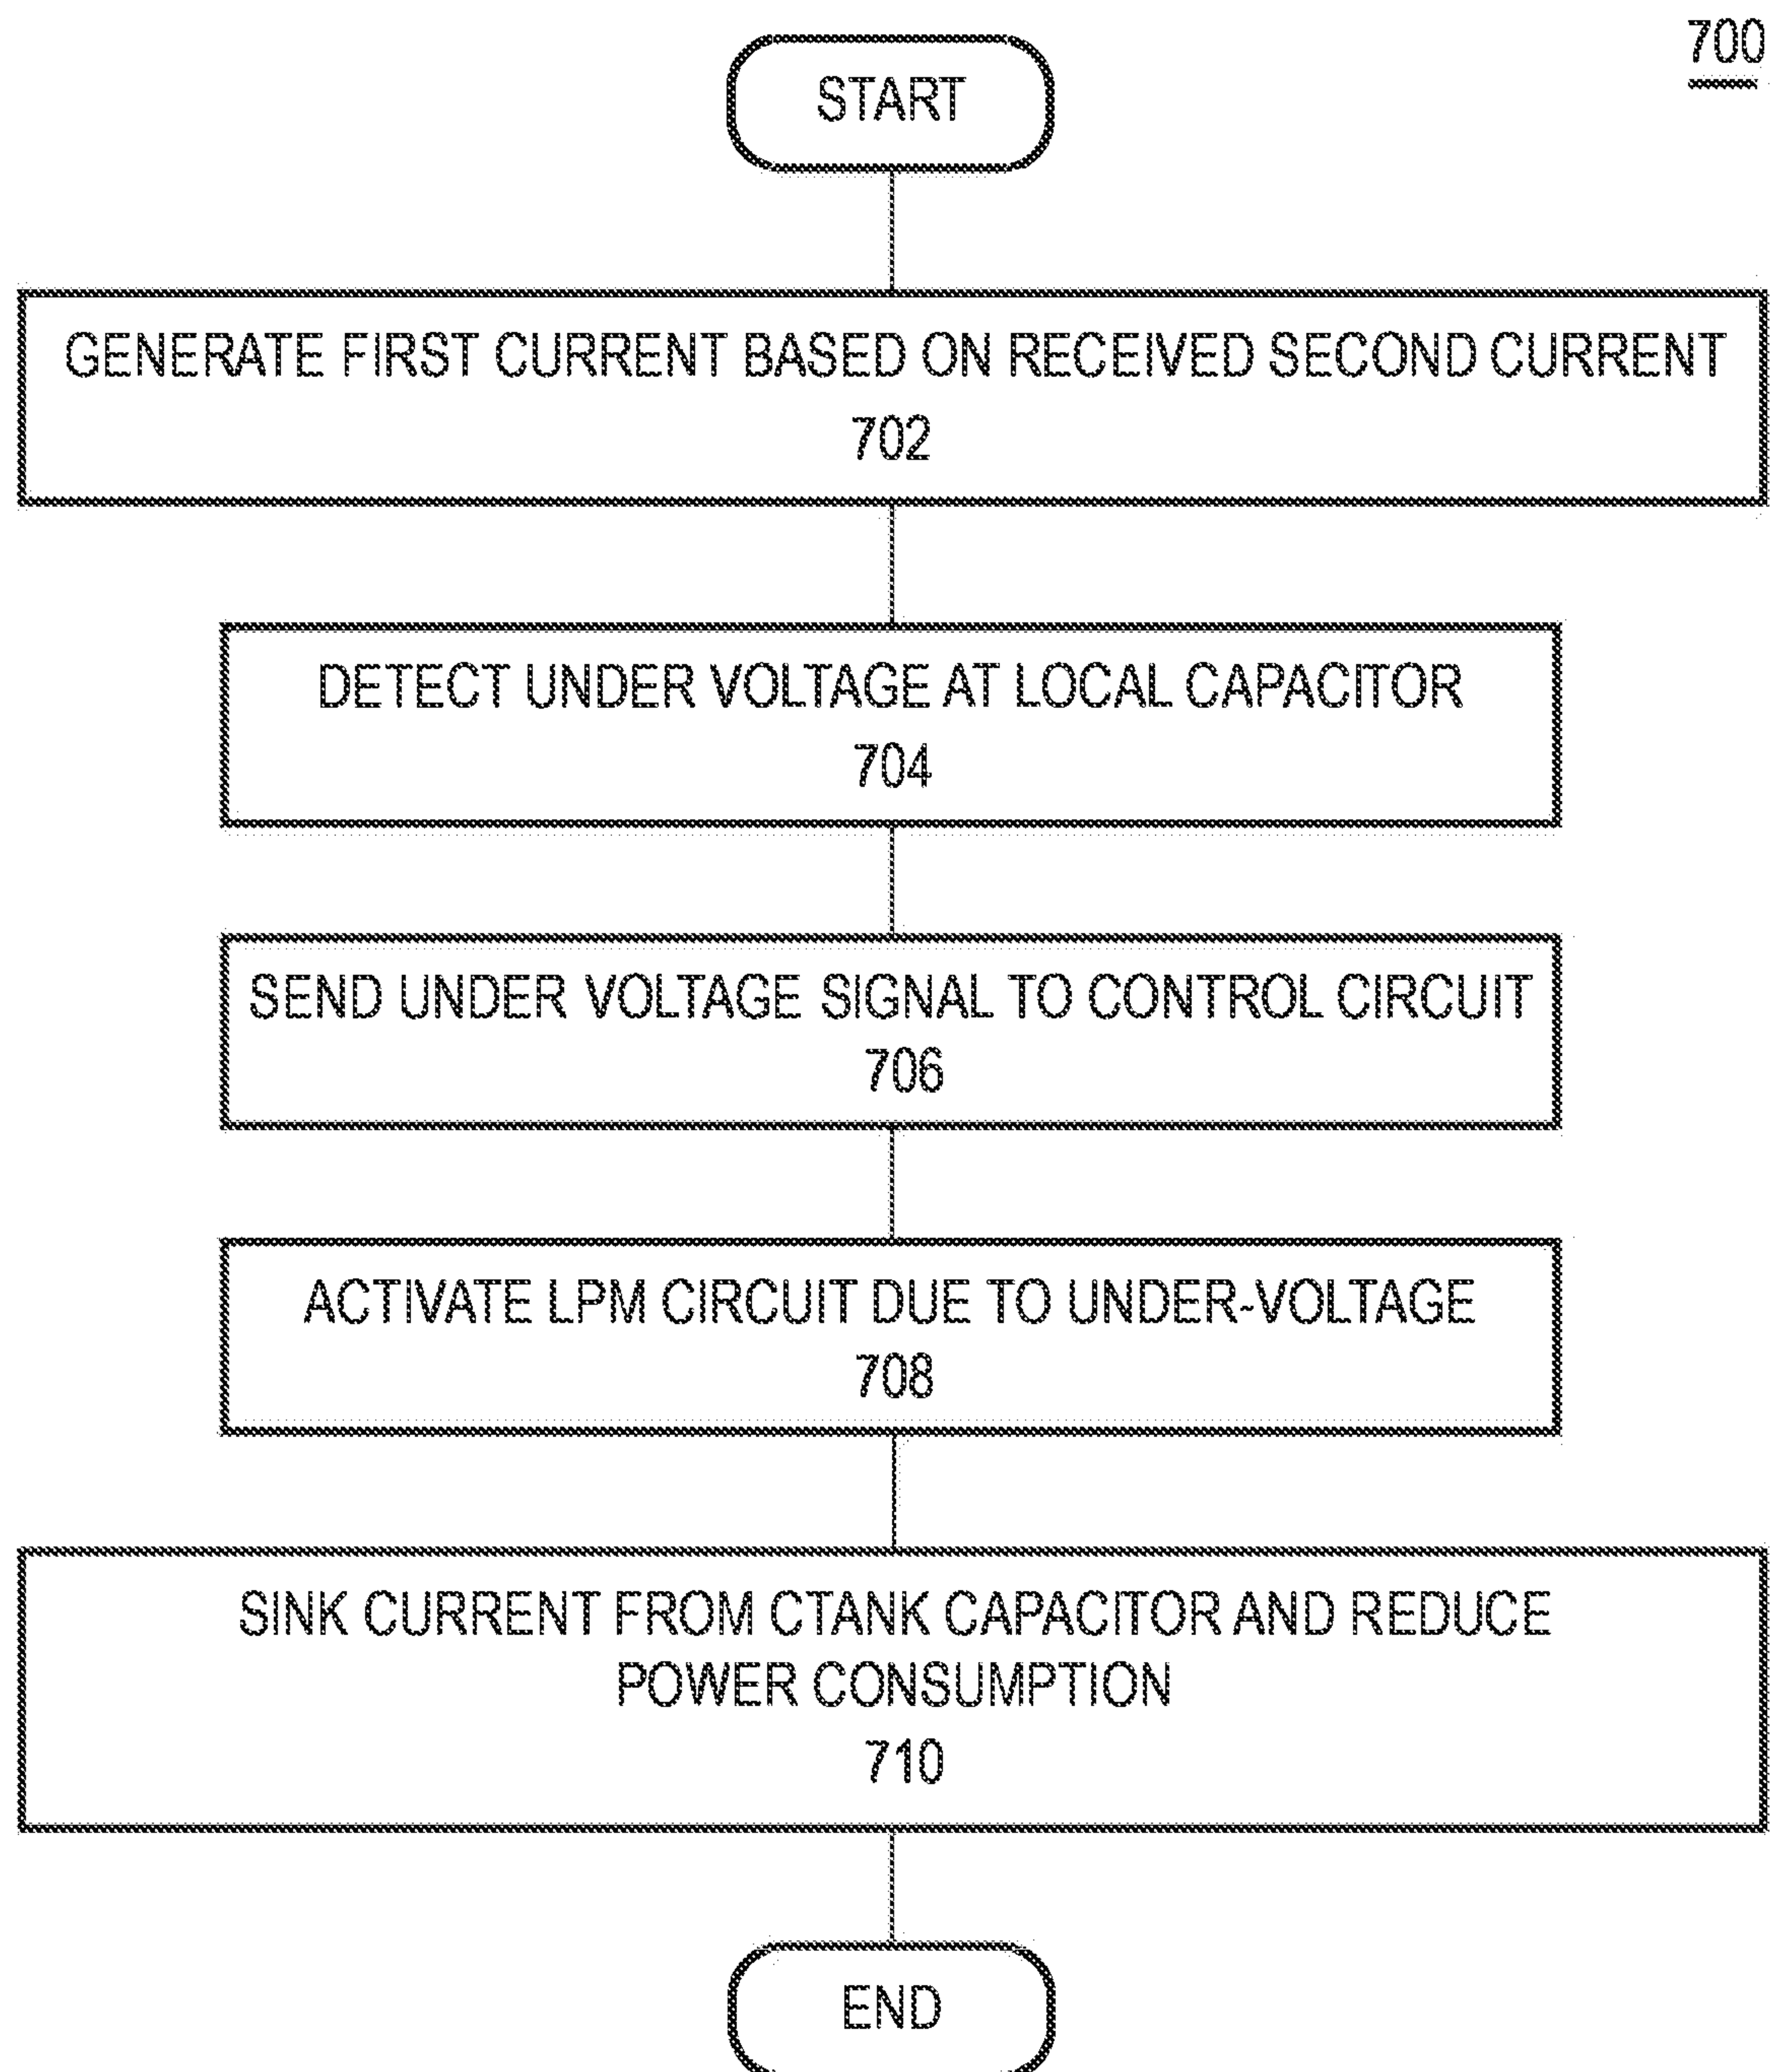 700
START
GENERATE FIRST CURRENT BASED ON RECEIVED SECOND CURRENT
702
DETECT UNDER VOLTAGE AT LOCAL CAPACITOR
704
SEND UNDER VOLTAGE SIGNAL TO CONTROL CIRCUIT
706
ACTIVATE LPM CIRCUIT DUE TO UNDER-VOLTAGE
708
SINK CURRENT FROM CTANK CAPACITOR AND REDUCE
POWER CONSUMPTION
710
END